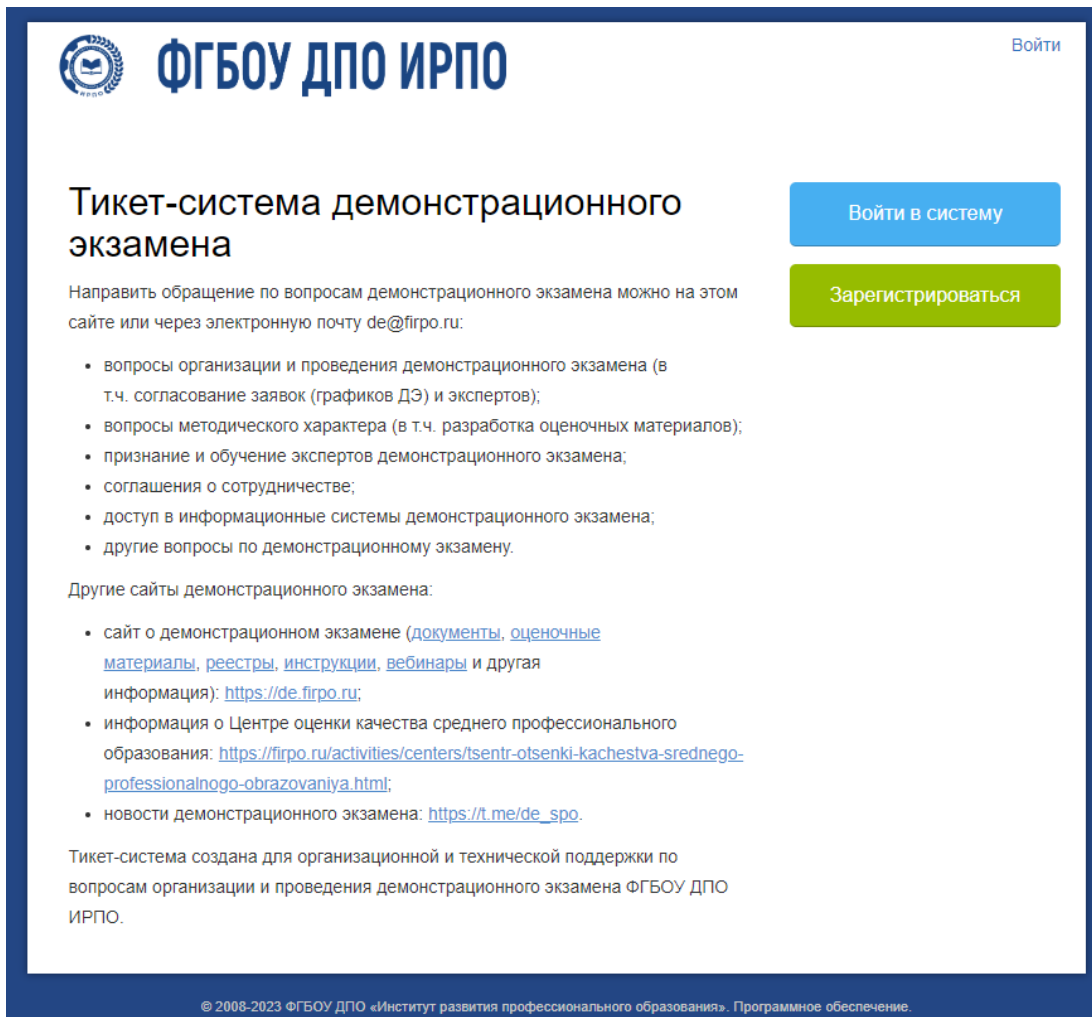 ИРПО
ФГБОУ ДПО ИРПО
Войти
Тикет-система демонстрационного
экзамена
Войти в систему
Зарегистрироваться
Направить обращение по вопросам демонстрационного экзамена можно на этом
сайте или через электронную почту de@firpo.ru:
• вопросы организации и проведения демонстрационного экзамена (в
т.ч. согласование заявок (графиков ДЭ) и экспертов);
• вопросы методического характера (в т.ч. разработка оценочных материалов);
• признание и обучение экспертов демонстрационного экзамена;
• соглашения о сотрудничестве;
• доступ в информационные системы демонстрационного экзамена;
• другие вопросы по демонстрационному экзамену.
Другие сайты демонстрационного экзамена:
• сайт о демонстрационном экзамене (документы, оценочные
материалы, реестры, инструкции, вебинары и другая
информация): https://de.firpo.ru;
• информация о Центре оценки качества среднего профессионального
образования: https://firpo.ru/activities/centers/tsentr-otsenki-kachestva-srednego-
professionalnogo-obrazovaniya.html;
• новости демонстрационного экзамена: https://t.me/de_spo.
Тикет-система создана для организационной и технической поддержки по
вопросам организации и проведения демонстрационного экзамена ФГБОУ ДПО
ИРПО.
© 2008-2023 ФГБОУ ДПО «Институт развития профессионального образования». Программное обеспечение.